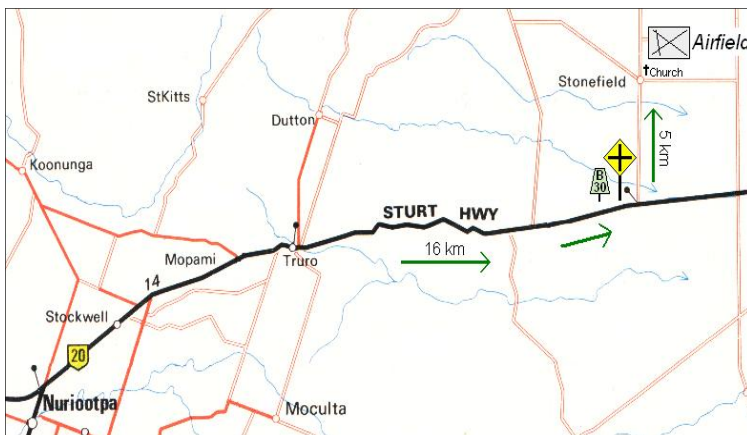 Airfield
Church
Stonefield
StKitts
Dutton
Koonunga
B
30
5 km
STURT HWY
16 km
Truro
Mopami
14
Stockwell
20
Nuriootpa
Moculta